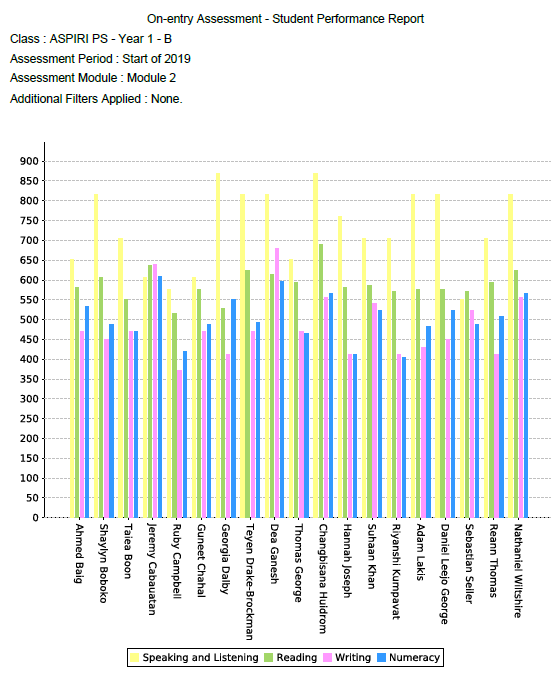 On-entry Assessment - Student Performance Report
Class : ASPIRI PS - Year 1 - B
Assessment Period : Start of 2019
Assessment Module : Module 2
Additional Filters Applied : None.
900
850
800
750
700
650
600
550
500
450
400
350
300
250
200
150
100
50
0
Ahmed Baig
Shaylyn Boboko
Taiea Boon
Jeremy Cabauatan
Ruby Campbell
Guneet Chahal
Georgia Dalby
Teyen Drake-Brockman
Dea Ganesh
Thomas George
Changbisana Huidrom
Hannah Joseph
Suhaan Khan
Riyanshi Kumpavat
Adam Lakis
Daniel Leejo George
Sebastian Seller
Reann Thomas
Nathaniel Wiltshire
Speaking and Listening Reading Writing Numeracy